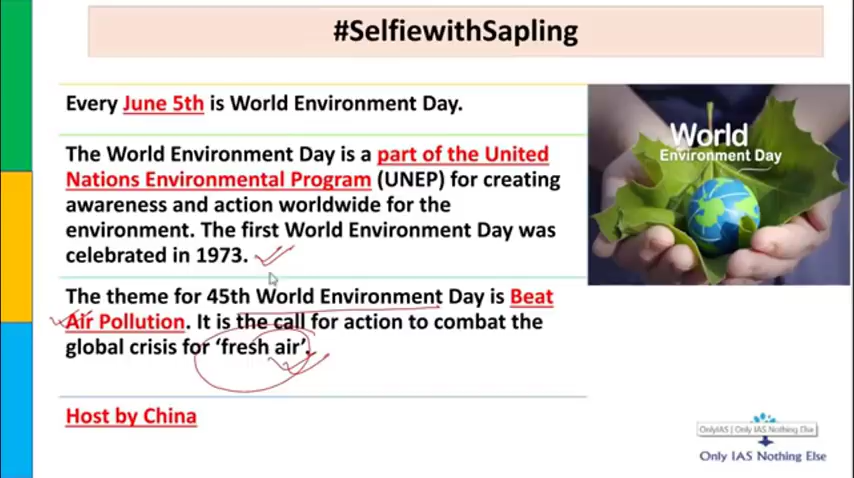 #SelfiewithSapling
Every June 5th is World Environment Day.
The World Environment Day is a part of the United
Nations Environmental Program (UNEP) for creating
awareness and action worldwide for the
environment. The first World Environment Day was
celebrated in 1973.
The theme for 45th World Environment Day is Beat
Air Pollution. It is the call for action to combat the
global crisis for ‘fresh air’.
Host by China
World
Environment Day
OnlyIAS | Only IAS Nothing Else
Only IAS Nothing Else